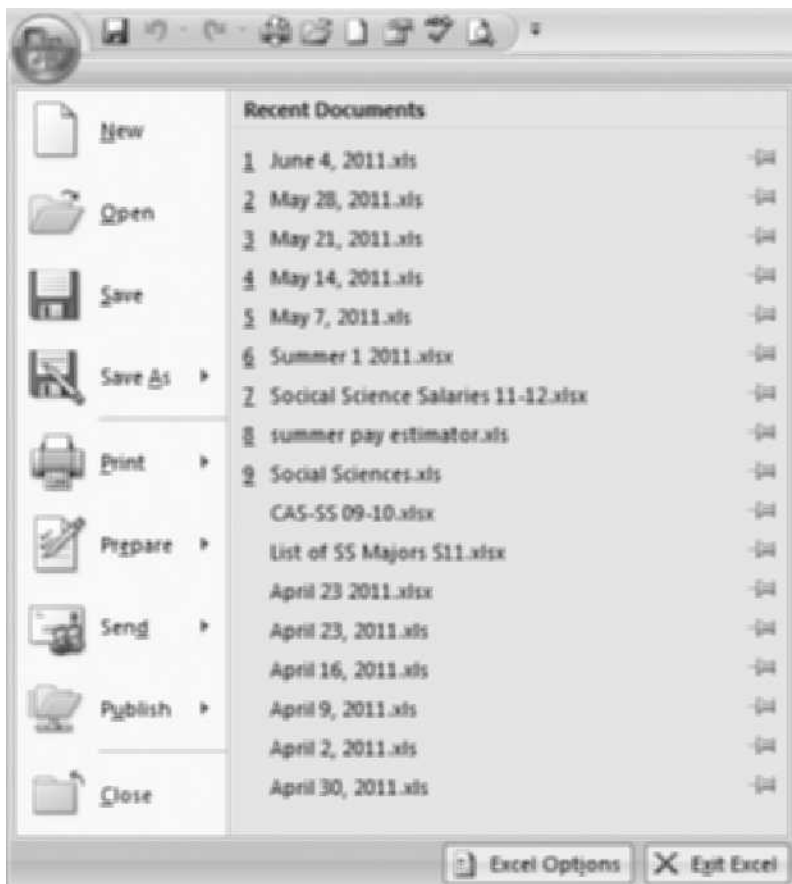 New
Open
Save
Save As
Print
Prepare
Send
Publish
Close
Recent Documents
1 June 4, 2011.xls
2 May 28, 2011.xls
3 May 21, 2011.xls
4 May 14, 2011.xls
5 May 7, 2011.xls
6 Summer 1 2011.xlsx
7 Socical Science Salaries 11-12.xlsx
8 summer pay estimator.xls
9 Social Sciences.xls
CAS-SS 09-10.xlsx
List of SS Majors S11.xlsx
April 23 2011.xlsx
April 23, 2011.xls
April 16, 2011.xls
April 9, 2011.xls
April 2, 2011.xls
April 30, 2011.xls
Excel Options
Exit Excel